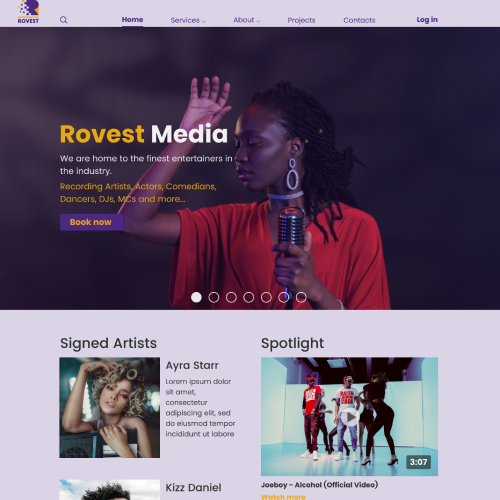 ROVEST
Home
Services
About
Projects
Contacts
Log in
Rovest Media
We are home to the finest entertainers in
the industry.
Recording Artists, Actors, Comedians,
Dancers, DJs, MCs and more...
Book now
Signed Artists
Spotlight
Ayra Starr
Lorem ipsum dolor
sit amet,
consectetur
adipiscing elit, sed
do eiusmod tempor
incididunt ut labore
3:07
Joeboy - Alcohol (Official Video)
Watch more
Kizz Daniel